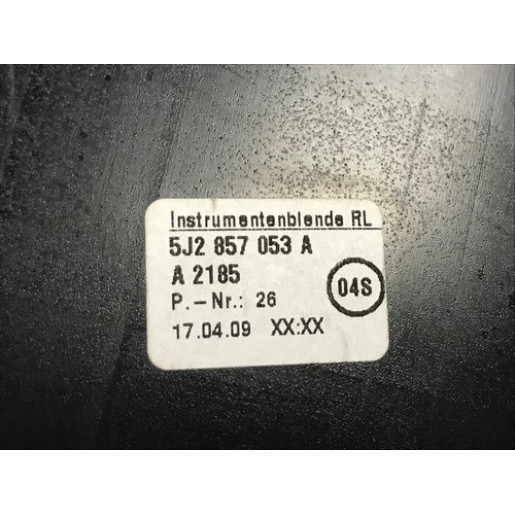 Instrumentenblende RL
5J2 857 053 A
A 2185
04S
P.-Nr.: 26
17.04.09 XX:XX